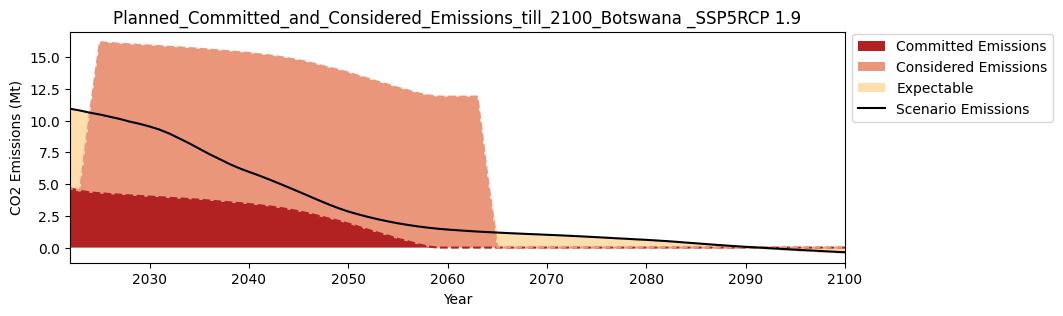 Planned_Committed_and_Considered_Emissions_till_2100_Botswana _SSP5RCP 1.9
Committed Emissions
Considered Emissions
Expectable
Scenario Emissions
CO2 Emissions (Mt)
15.0
12.5
10.0
7.5
5.0
2.5
0.0
2030
2040
2050
2060
2070
2080
2090
2100
Year